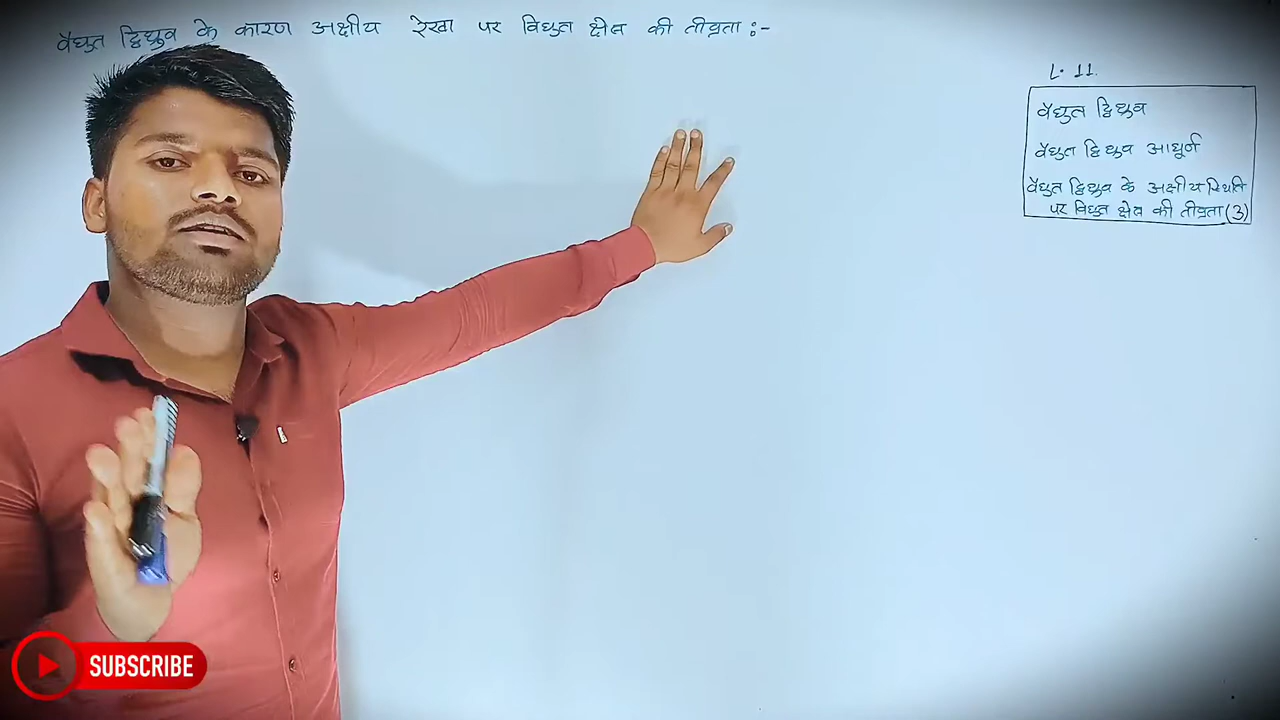 वैद्युत द्विध्रुव के कारण अक्षीय रेखा पर विद्युत क्षेत्र की तीव्रता :-
L. 11.
वैद्युत द्विध्रुव
वैद्युत द्विध्रुव आघूर्ण
वैद्युत द्विध्रुव के अक्षीय स्थिति
पर विद्युत क्षेत्र की तीव्रता (3)
SUBSCRIBE